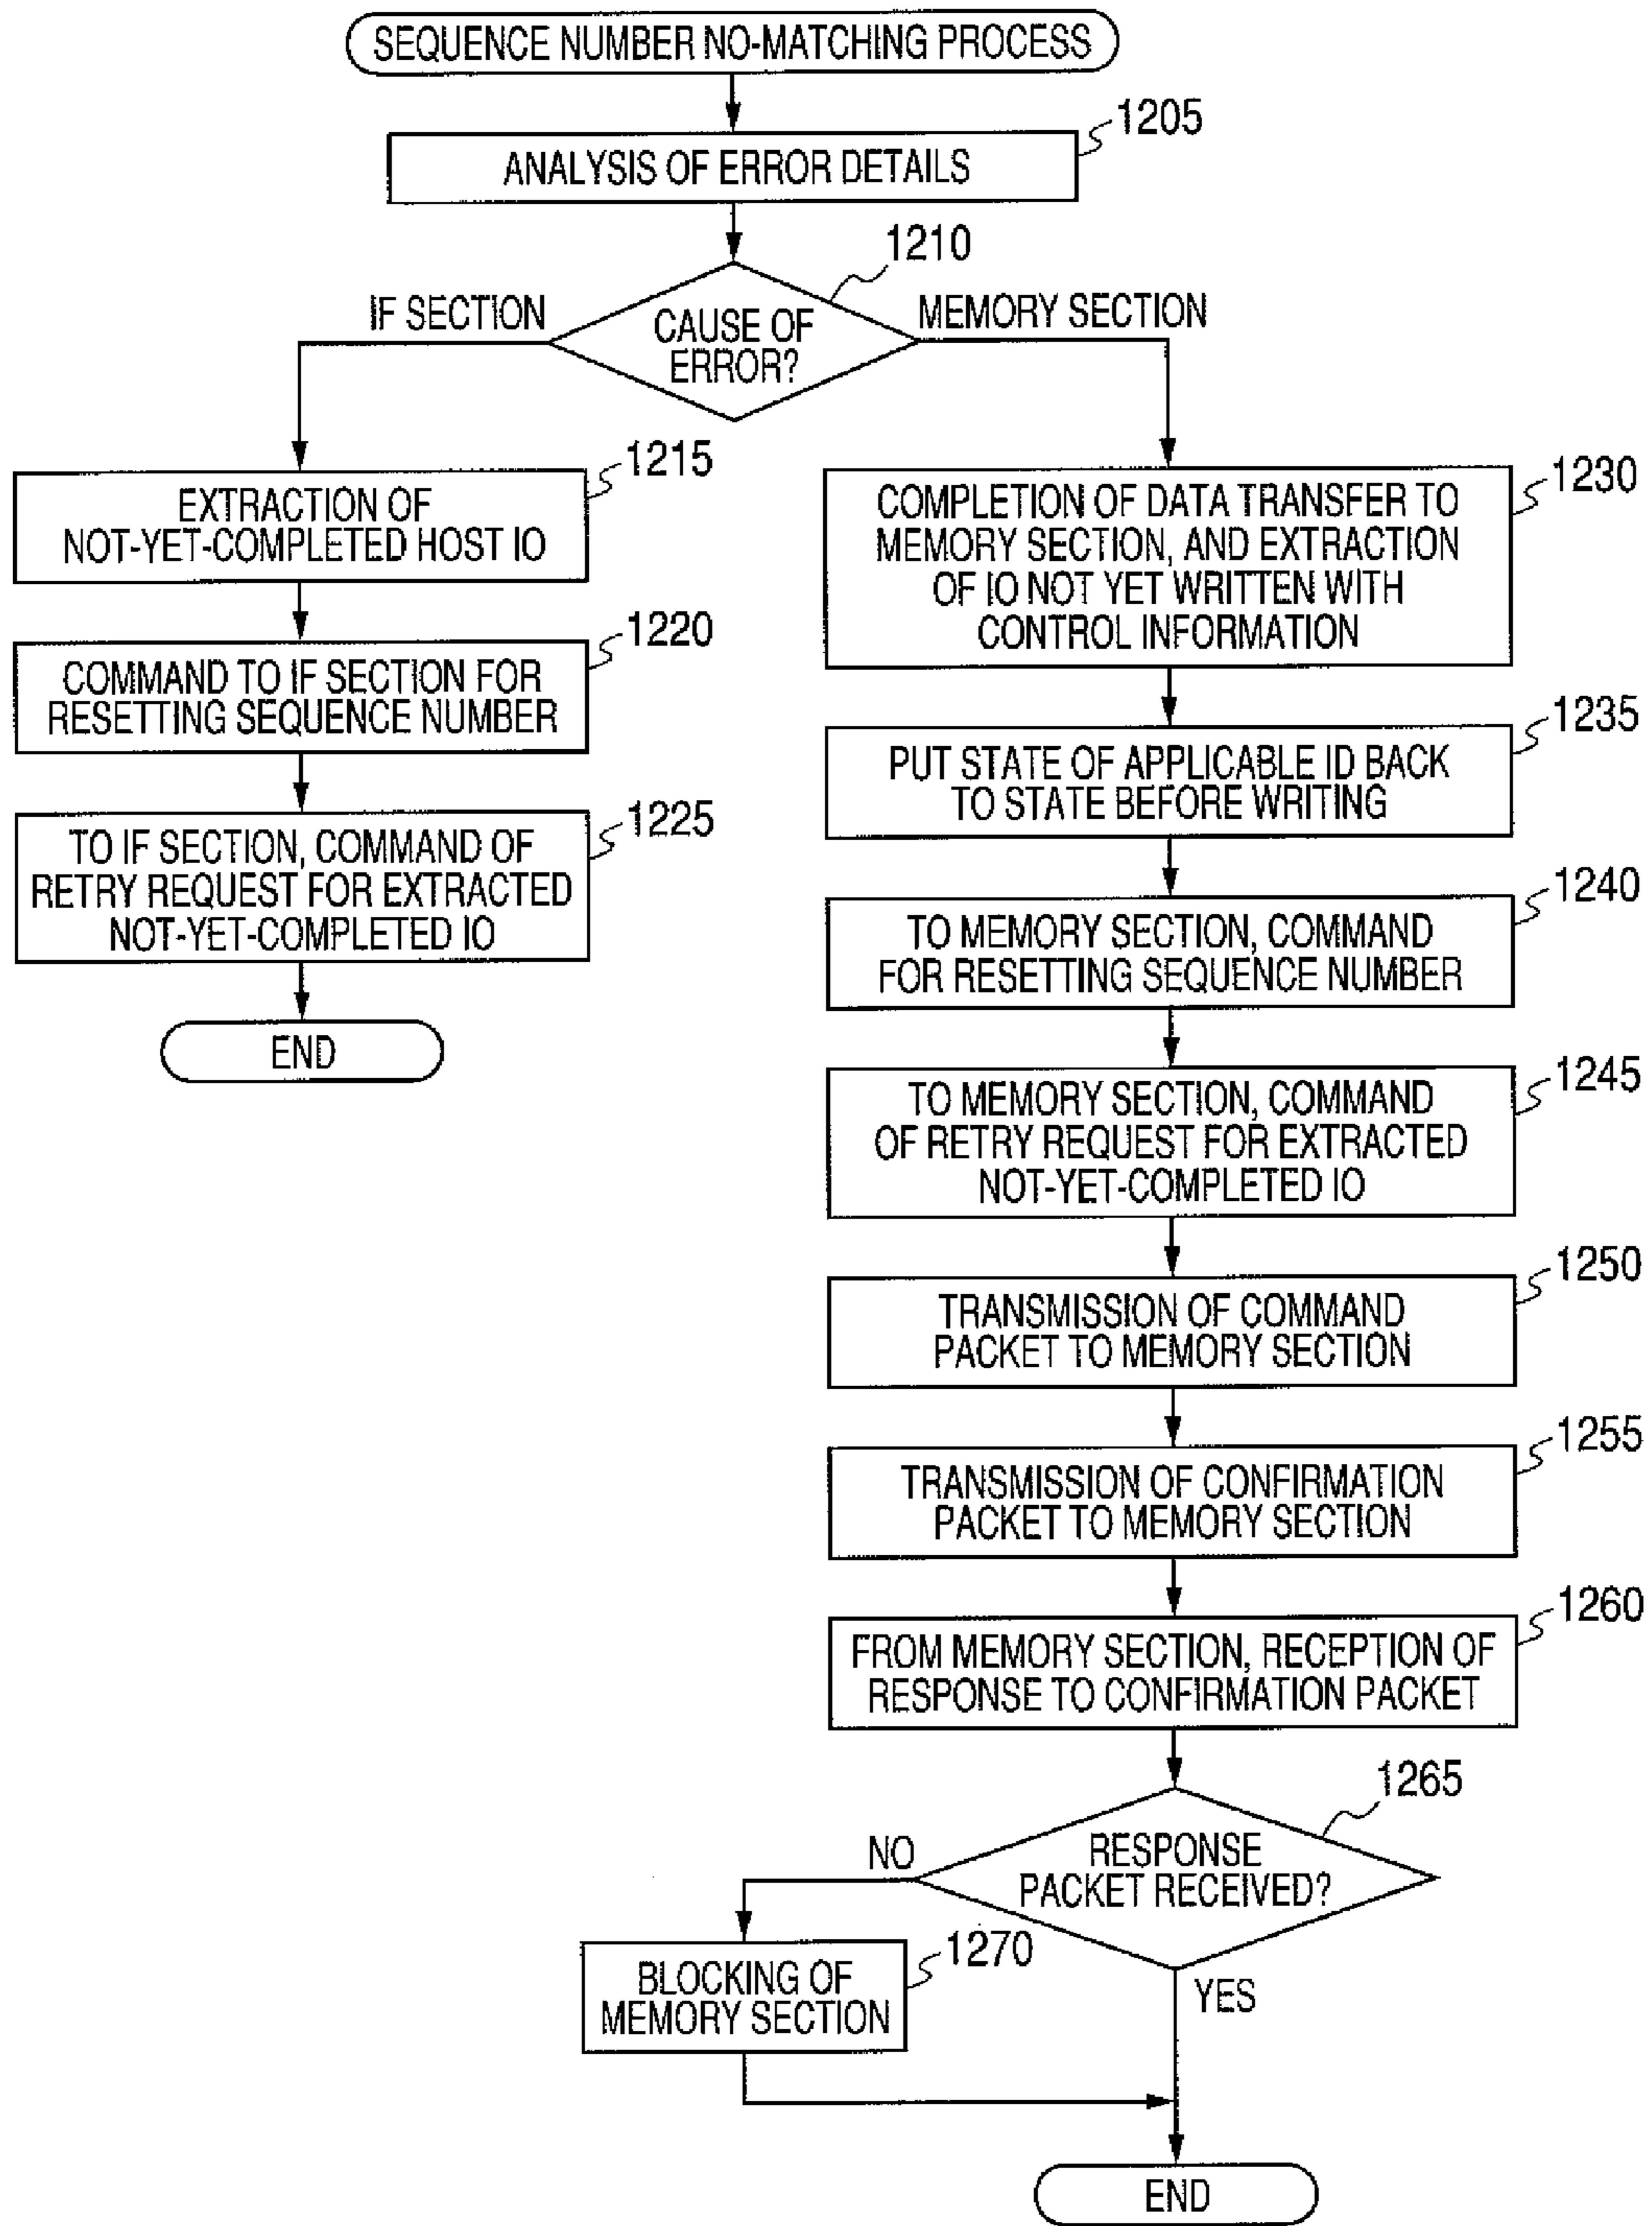 SEQUENCE NUMBER NO-MATCHING PROCESS
1205
ANALYSIS OF ERROR DETAILS
1210
IF SECTION
CAUSE OF
ERROR?
MEMORY SECTION
1215
EXTRACTION OF
NOT-YET-COMPLETED HOST IO
1220
COMMAND TO IF SECTION FOR
RESETTING SEQUENCE NUMBER
1225
TO IF SECTION, COMMAND OF
RETRY REQUEST FOR EXTRACTED
NOT-YET-COMPLETED IO
END
1230
COMPLETION OF DATA TRANSFER TO
MEMORY SECTION, AND EXTRACTION
OF IO NOT YET WRITTEN WITH
CONTROL INFORMATION
1235
PUT STATE OF APPLICABLE ID BACK
TO STATE BEFORE WRITING
1240
TO MEMORY SECTION, COMMAND
FOR RESETTING SEQUENCE NUMBER
1245
TO MEMORY SECTION, COMMAND
OF RETRY REQUEST FOR EXTRACTED
NOT-YET-COMPLETED IO
1250
TRANSMISSION OF COMMAND
PACKET TO MEMORY SECTION
1255
TRANSMISSION OF CONFIRMATION
PACKET TO MEMORY SECTION
1260
FROM MEMORY SECTION, RECEPTION OF
RESPONSE TO CONFIRMATION PACKET
1265
NO
RESPONSE
PACKET RECEIVED?
1270
BLOCKING OF
MEMORY SECTION
YES
END